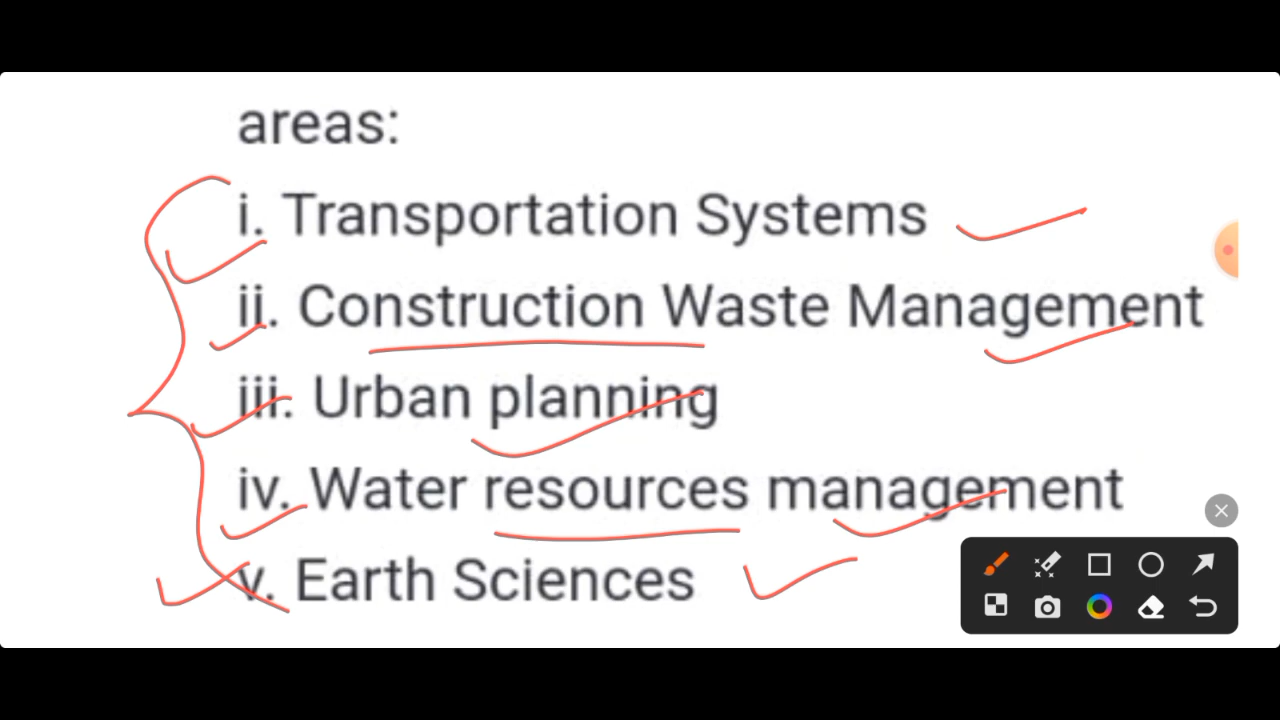 areas:
i. Transportation Systems
ii. Construction Waste Management
iii. Urban planning
iv. Water resources management
v. Earth Sciences